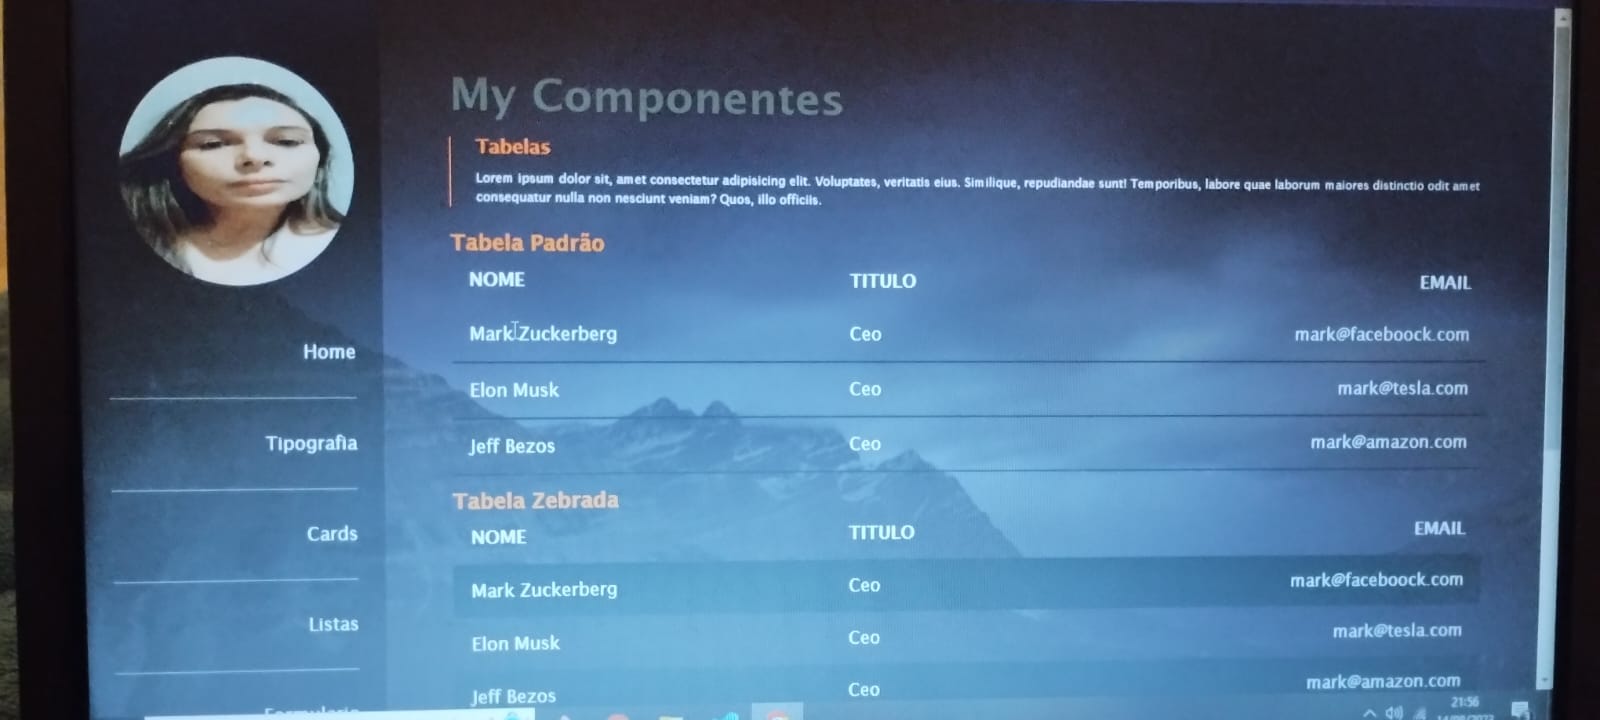 My Componentes
Tabelas
Lorem ipsum dolor sit, amet consectetur adipisicing elit. Voluptates, veritatis eius. Similique, repudiandae sunt! Temporibus, labore quae laborum maiores distinctio odit amet
consequatur nulla non nesciunt veniam? Quos, illo officiis.
Tabela Padrão
NOME TITULO EMAIL
Mark Zuckerberg Ceo mark@faceboock.com
Elon Musk Ceo mark@tesla.com
Jeff Bezos Ceo mark@amazon.com
Tabela Zebrada
NOME TITULO EMAIL
Mark Zuckerberg Ceo mark@faceboock.com
Elon Musk Ceo mark@tesla.com
Jeff Bezos Ceo mark@amazon.com
Home
Tipografia
Cards
Listas
21:56